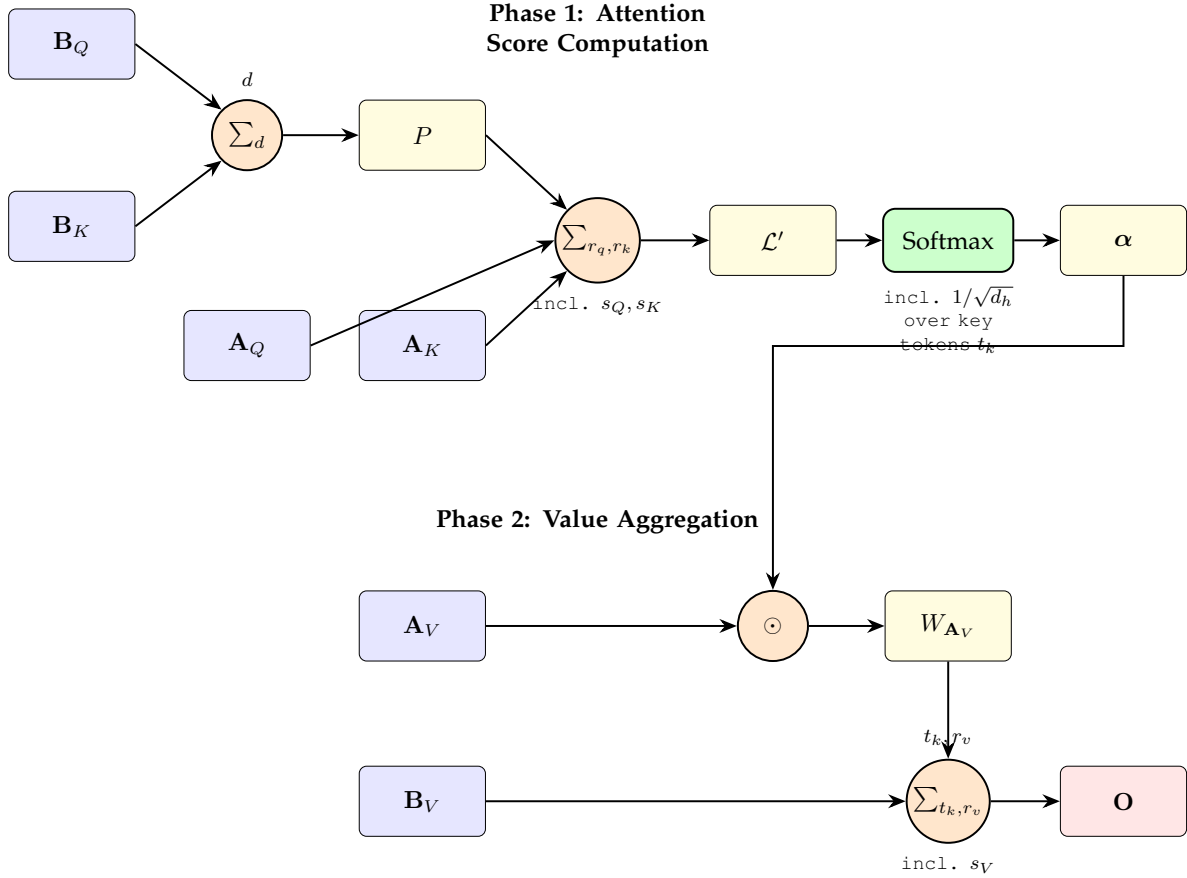 Phase 1: Attention
Score Computation
B_Q
d
∑_d
P
B_K
∑_{r_q,r_k}
incl. s_Q, s_K
ℒ′
Softmax
incl. 1/√d_h
over key
tokens t_k
α
A_Q
A_K
Phase 2: Value Aggregation
A_V
⊙
W_{A_V}
t_k, r_v
B_V
∑_{t_k,r_v}
incl. s_V
O